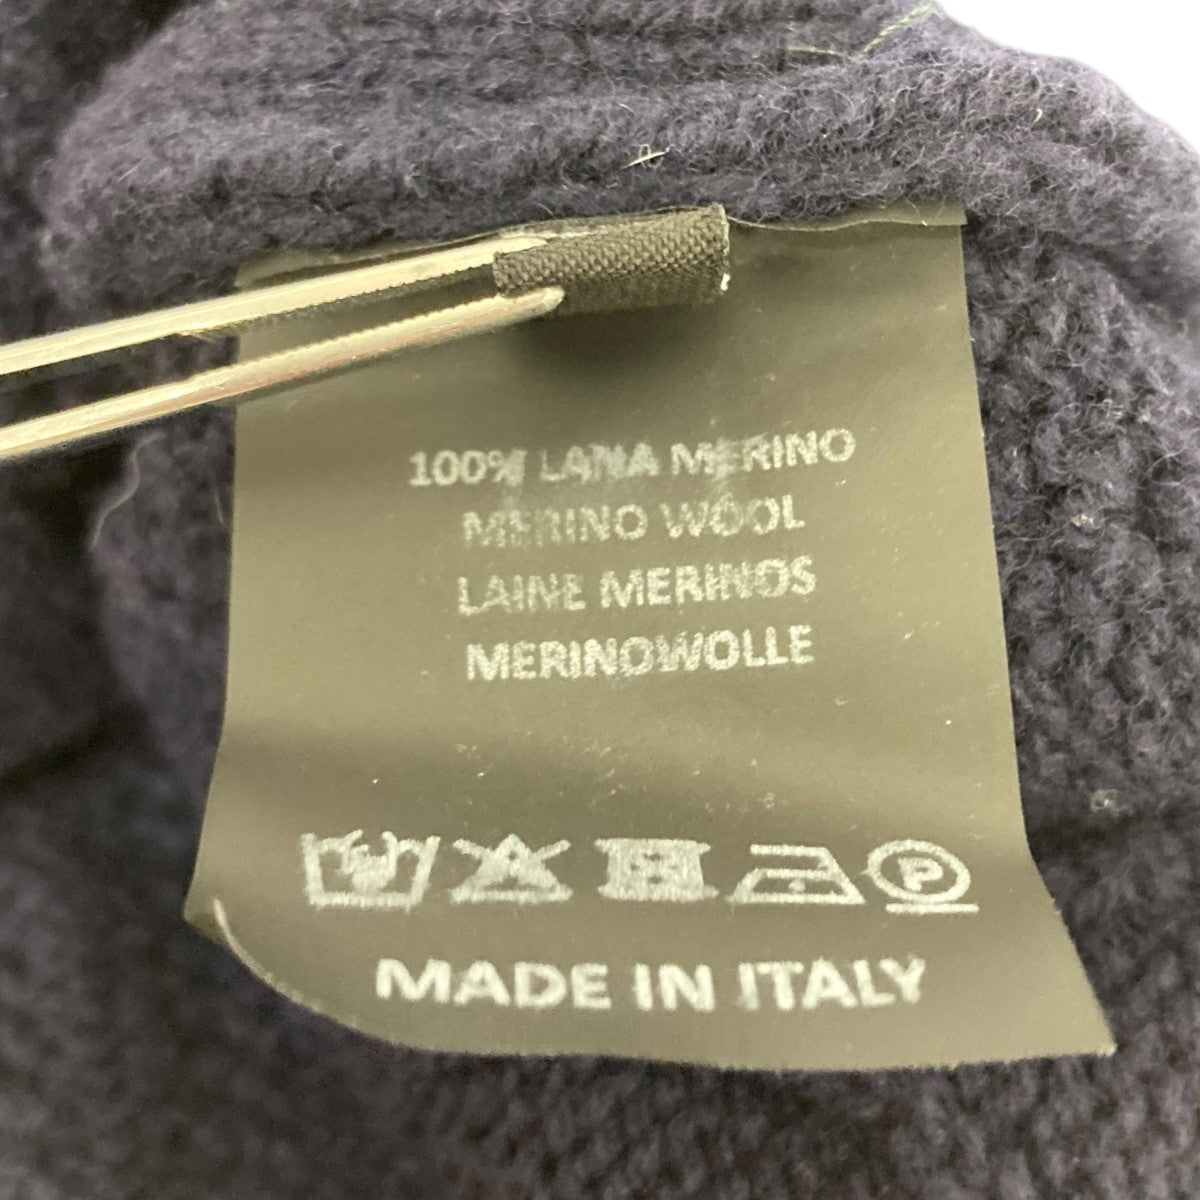 100% LANA MERINO
MERINO WOOL
LAINE MERINOS
MERINOWOLLE
P
MADE IN ITALY